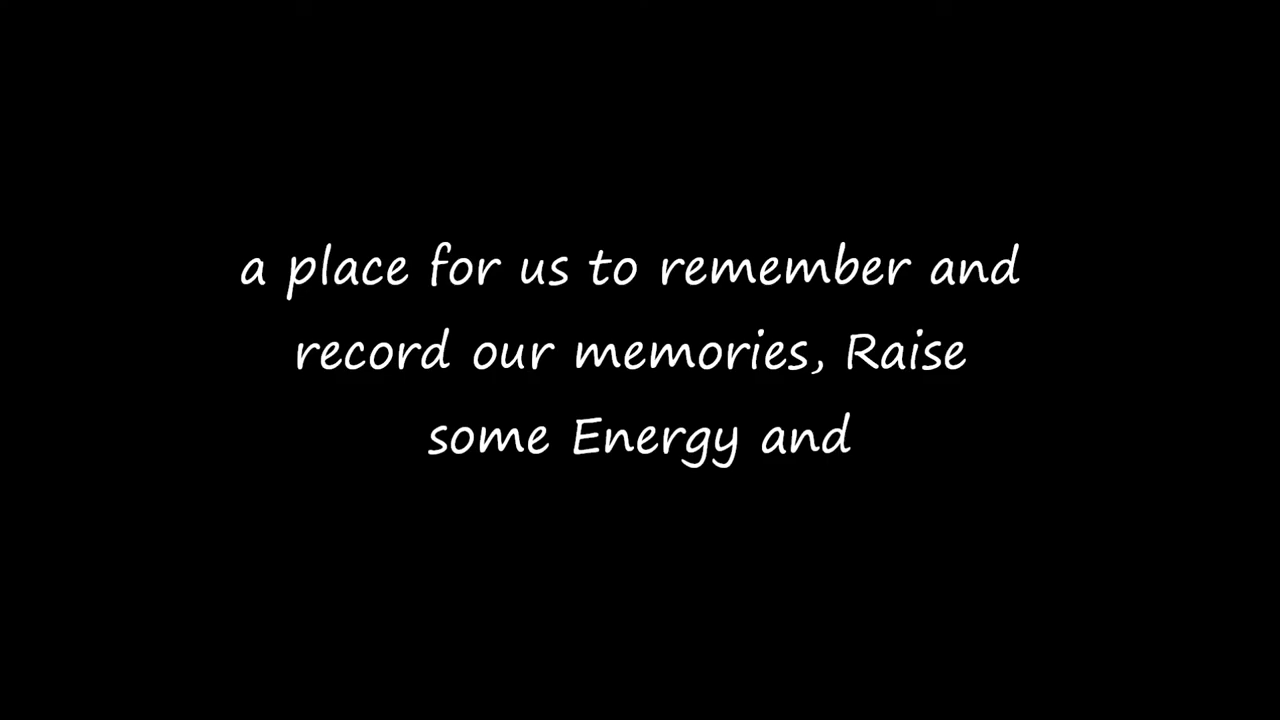 a place for us to remember and
record our memories, Raise
some Energy and